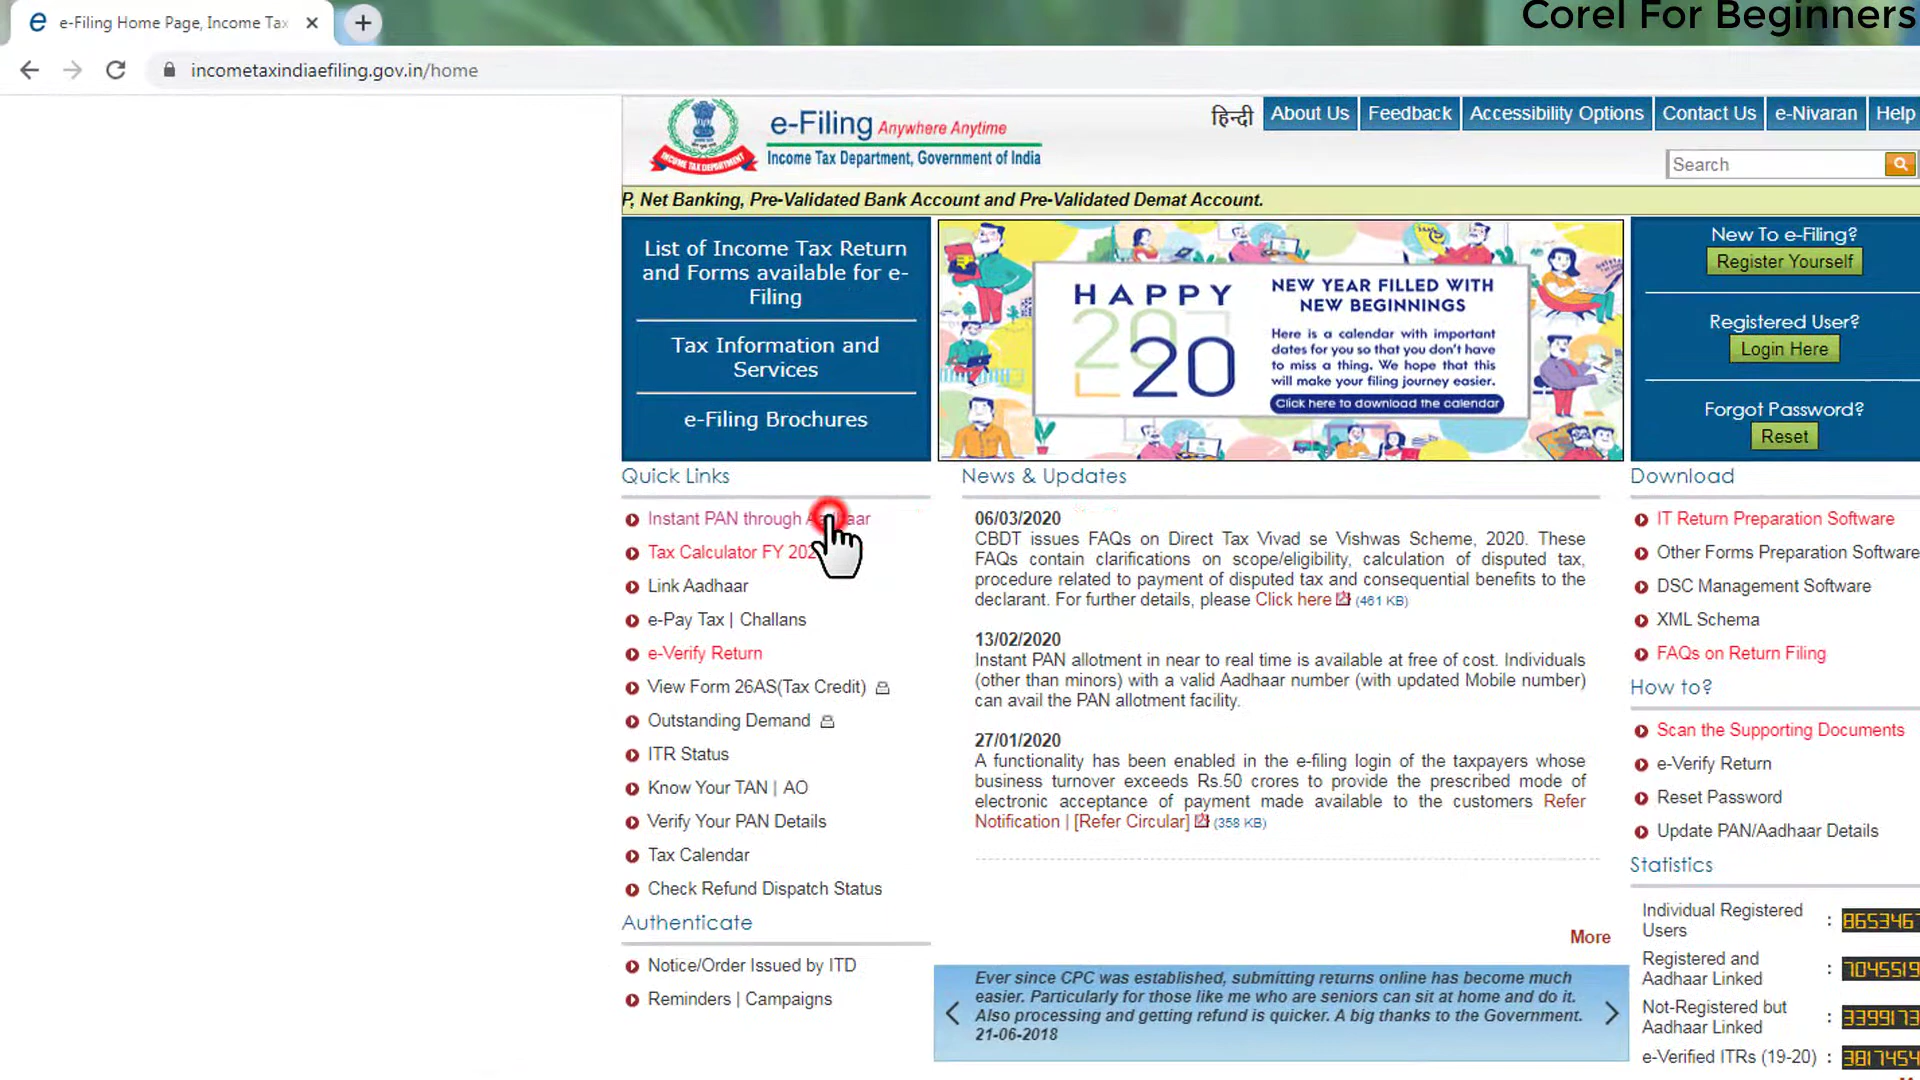 Corel For Beginners
e-Filing Home Page, Income Tax
incometaxindiaefiling.gov.in/home
e-Filing Anywhere Anytime
Income Tax Department, Government of India
INCOME TAX DEPARTMENT
हिन्दी About Us Feedback Accessibility Options Contact Us e-Nivaran Help
Search
P, Net Banking, Pre-Validated Bank Account and Pre-Validated Demat Account.
List of Income Tax Return
and Forms available for e-
Filing
Tax Information and
Services
e-Filing Brochures
HAPPY
2020
NEW YEAR FILLED WITH
NEW BEGINNINGS
Here is a calendar with important
dates for you so that you don't have
to miss a thing. We hope that this
will make your filing journey easier.
Click here to download the calendar
New To e-Filing?
Register Yourself
Registered User?
Login Here
Forgot Password?
Reset
Quick Links
Instant PAN through
Tax Calculator FY
Link Aadhaar
e-Pay Tax | Challans
e-Verify Return
View Form 26AS(Tax Credit)
Outstanding Demand
ITR Status
Know Your TAN | AO
Verify Your PAN Details
Tax Calendar
Check Refund Dispatch Status
Authenticate
Notice/Order Issued by ITD
Reminders | Campaigns
News & Updates
06/03/2020
CBDT issues FAQs on Direct Tax Vivad se Vishwas Scheme, 2020. These
FAQs contain clarifications on scope/eligibility, calculation of disputed tax,
procedure related to payment of disputed tax and consequential benefits to the
declarant. For further details, please Click here (461 KB)
13/02/2020
Instant PAN allotment in near to real time is available at free of cost. Individuals
(other than minors) with a valid Aadhaar number (with updated Mobile number)
can avail the PAN allotment facility.
27/01/2020
A functionality has been enabled in the e-filing login of the taxpayers whose
business turnover exceeds Rs.50 crores to provide the prescribed mode of
electronic acceptance of payment made available to the customers Refer
Notification | [Refer Circular] (358 KB)
More
Ever since CPC was established, submitting returns online has become much
easier. Particularly for those like me who are seniors can sit at home and do it.
Also processing and getting refund is quicker. A big thanks to the Government.
21-06-2018
Download
IT Return Preparation Software
Other Forms Preparation Software
DSC Management Software
XML Schema
FAQs on Return Filing
How to?
Scan the Supporting Documents
e-Verify Return
Reset Password
Update PAN/Aadhaar Details
Statistics
Individual Registered
Users : 8653467
Registered and
Aadhaar Linked : 7045519
Not-Registered but
Aadhaar Linked : 3399173
e-Verified ITRs (19-20) : 3817454